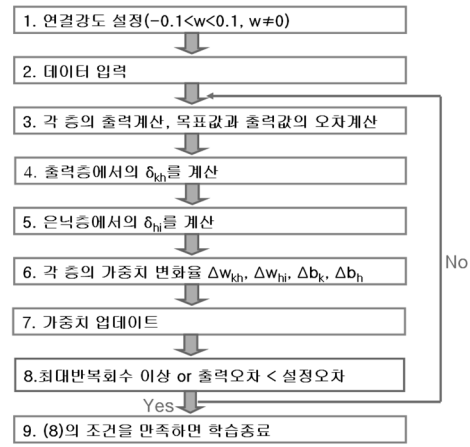 1. 연결강도 설정(-0.1<w<0.1, w≠0)
2. 데이터 입력
3. 각 층의 출력계산, 목표값과 출력값의 오차계산
4. 출력층에서의 δkh를 계산
5. 은닉층에서의 δhi를 계산
6. 각 층의 가중치 변화율 Δwkh, Δwhi, Δbk, Δbh
No
7. 가중치 업데이트
8.최대반복회수 이상 or 출력오차 < 설정오차
Yes
9. (8)의 조건을 만족하면 학습종료